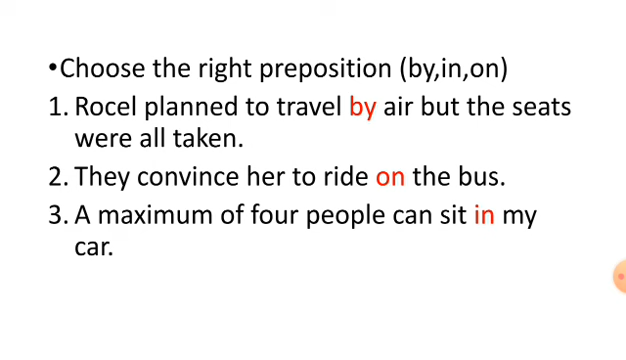 •Choose the right preposition (by,in,on)
1. Rocel planned to travel by air but the seats
were all taken.
2. They convince her to ride on the bus.
3. A maximum of four people can sit in my
car.